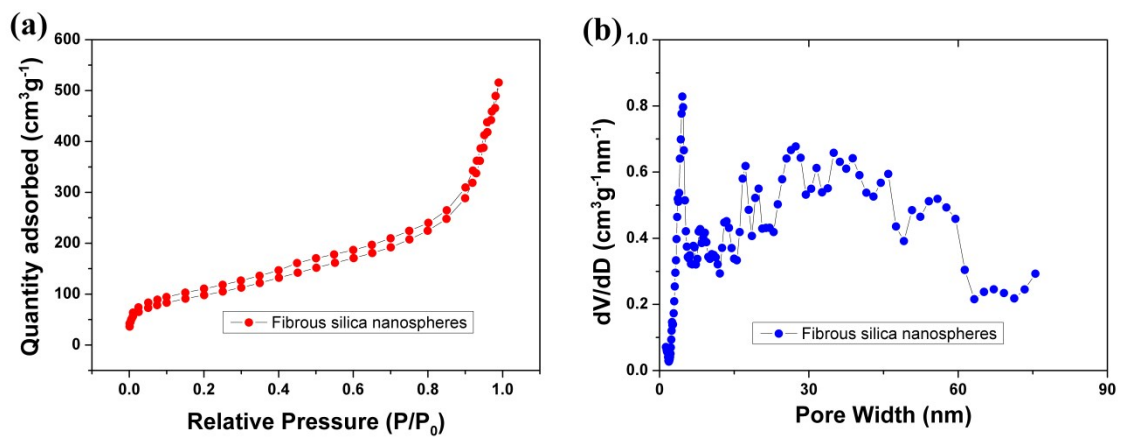 (a)
600
500
400
300
200
100
0
Quantity adsorbed (cm³g⁻¹)
Fibrous silica nanospheres
0.0 0.2 0.4 0.6 0.8 1.0
Relative Pressure (P/P₀)
(b)
1.0
0.8
0.6
0.4
0.2
0.0
dV/dD (cm³g⁻¹nm⁻¹)
Fibrous silica nanospheres
0 30 60 90
Pore Width (nm)